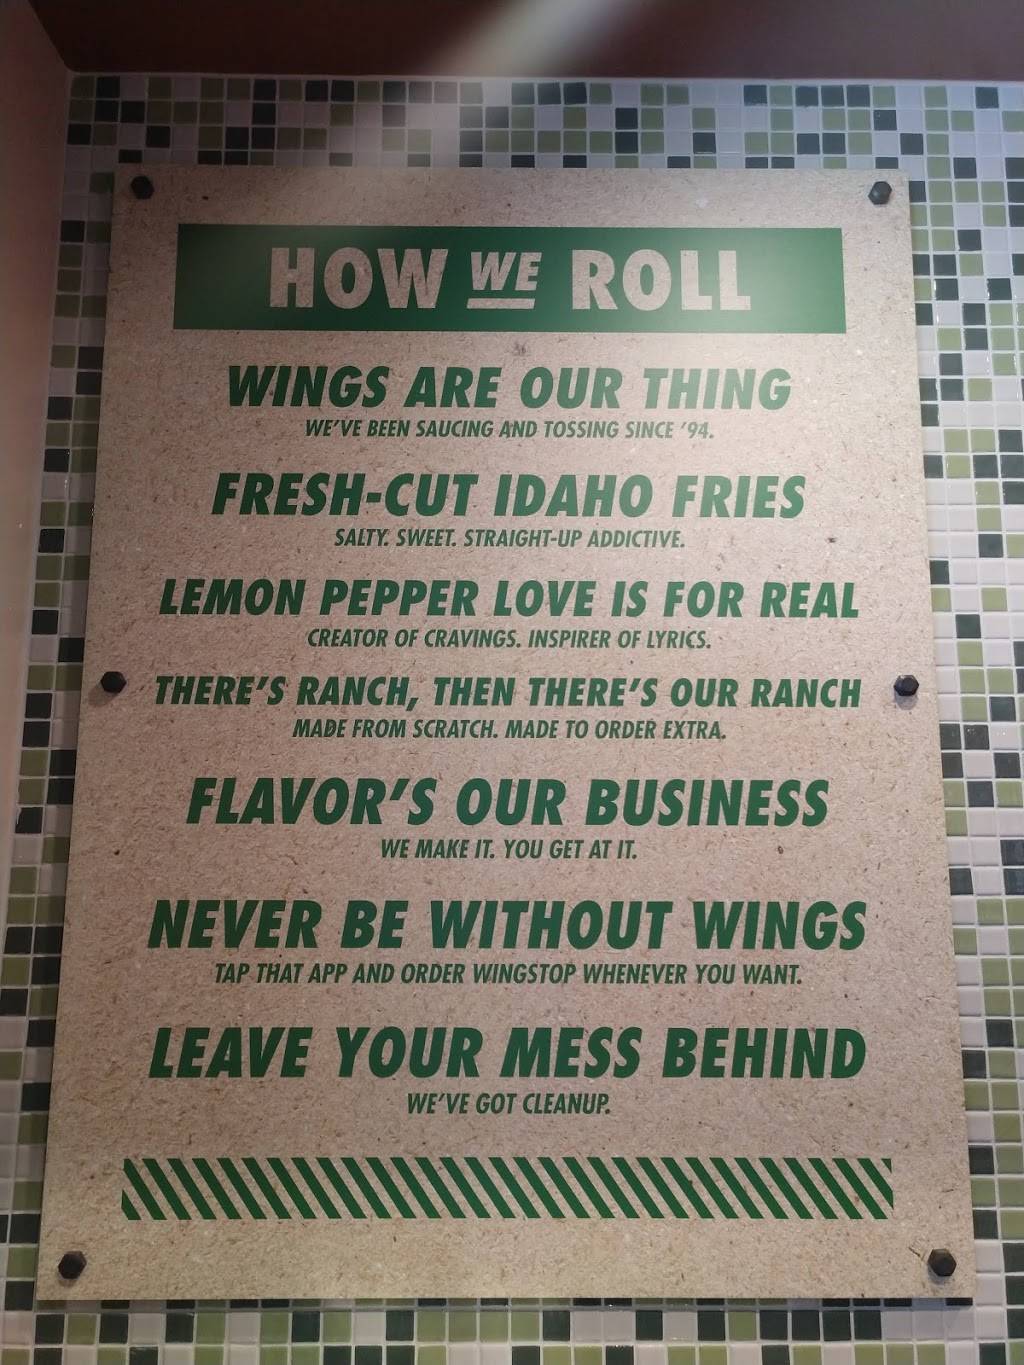 HOW WE ROLL
WINGS ARE OUR THING
WE'VE BEEN SAUCING AND TOSSING SINCE '94.
FRESH-CUT IDAHO FRIES
SALTY. SWEET. STRAIGHT-UP ADDICTIVE.
LEMON PEPPER LOVE IS FOR REAL
CREATOR OF CRAVINGS. INSPIRER OF LYRICS.
THERE'S RANCH, THEN THERE'S OUR RANCH
MADE FROM SCRATCH. MADE TO ORDER EXTRA.
FLAVOR'S OUR BUSINESS
WE MAKE IT. YOU GET AT IT.
NEVER BE WITHOUT WINGS
TAP THAT APP AND ORDER WINGSTOP WHENEVER YOU WANT.
LEAVE YOUR MESS BEHIND
WE'VE GOT CLEANUP.